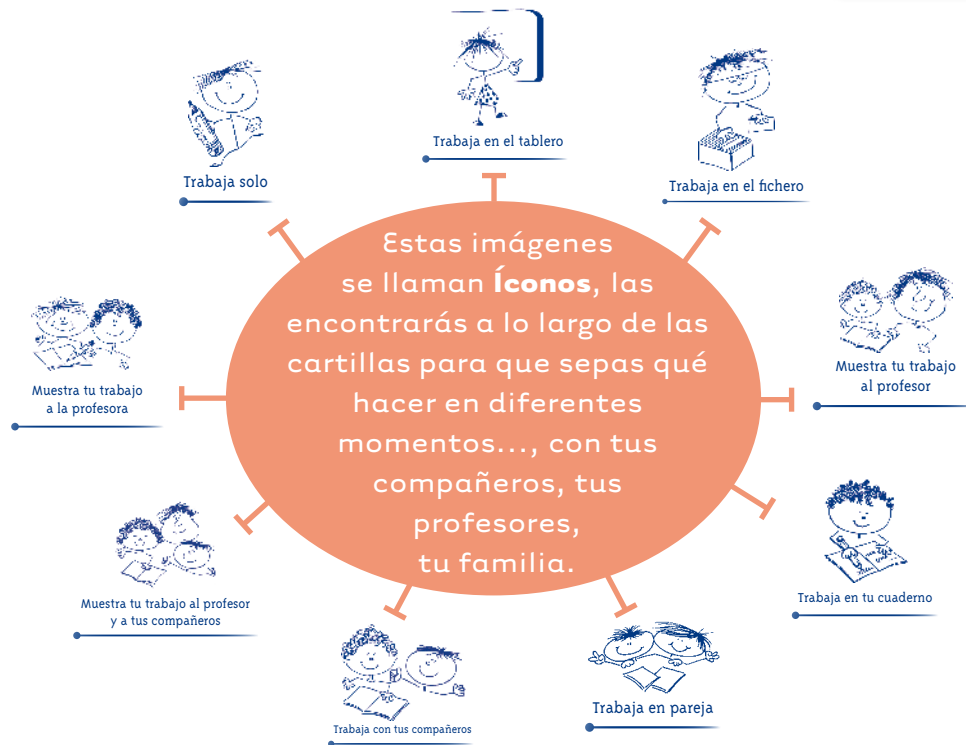 Trabaja en el tablero
Trabaja solo
Trabaja en el fichero
Estas imágenes
se llaman Íconos, las
encontrarás a lo largo de las
cartillas para que sepas qué
hacer en diferentes
momentos..., con tus
compañeros, tus
profesores,
tu familia.
Muestra tu trabajo
a la profesora
Muestra tu trabajo
al profesor
Muestra tu trabajo al profesor
y a tus compañeros
Trabaja en tu cuaderno
Trabaja con tus compañeros
Trabaja en pareja